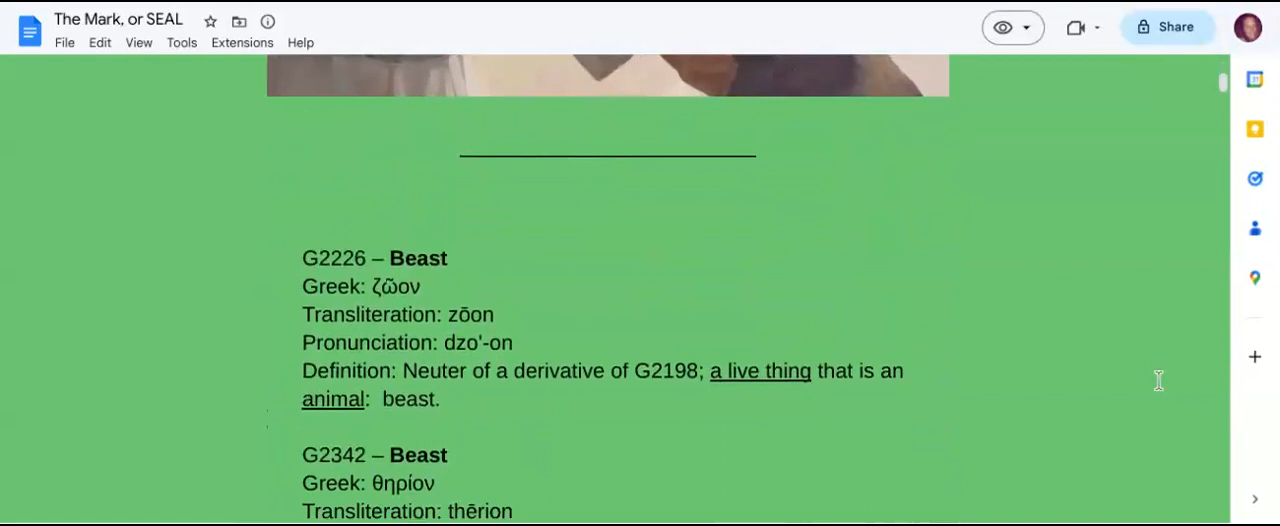 The Mark, or SEAL
File Edit View Tools Extensions Help
Share
G2226 – Beast
Greek: ζῶον
Transliteration: zōon
Pronunciation: dzo'-on
Definition: Neuter of a derivative of G2198; a live thing that is an
animal:  beast.
G2342 – Beast
Greek: θηρίον
Transliteration: thērion